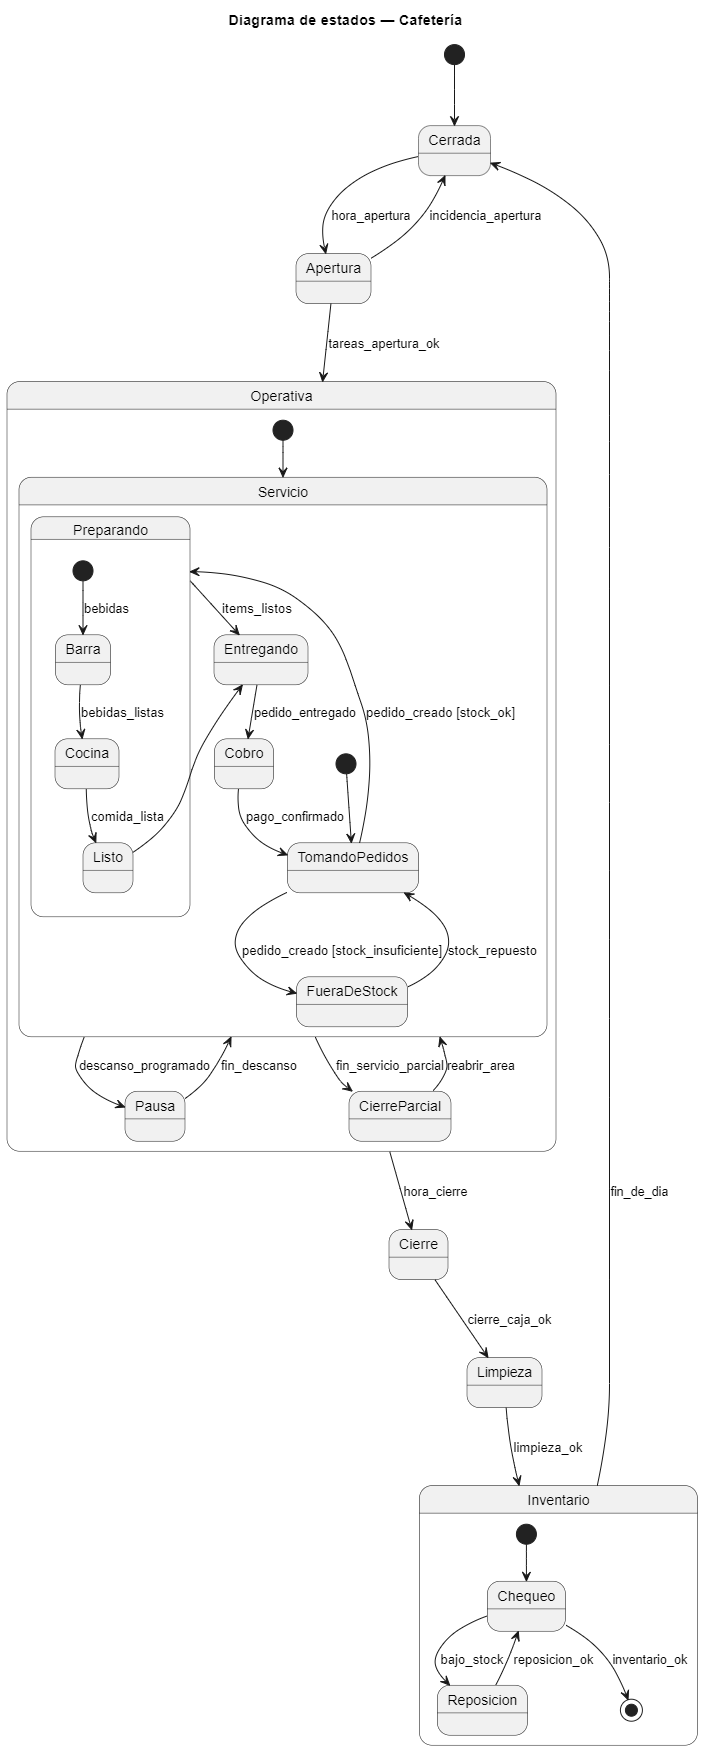 Diagrama de estados — Cafetería
Cerrada
hora_apertura
incidencia_apertura
Apertura
tareas_apertura_ok
Operativa
Servicio
Preparando
bebidas
items_listos
Barra
Entregando
bebidas_listas
pedido_entregado
pedido_creado [stock_ok]
Cocina
Cobro
comida_lista
pago_confirmado
Listo
TomandoPedidos
pedido_creado [stock_insuficiente]
stock_repuesto
FueraDeStock
descanso_programado
fin_descanso
fin_servicio_parcial
reabrir_area
Pausa
CierreParcial
hora_cierre
fin_de_dia
Cierre
cierre_caja_ok
Limpieza
limpieza_ok
Inventario
Chequeo
bajo_stock
reposicion_ok
inventario_ok
Reposicion